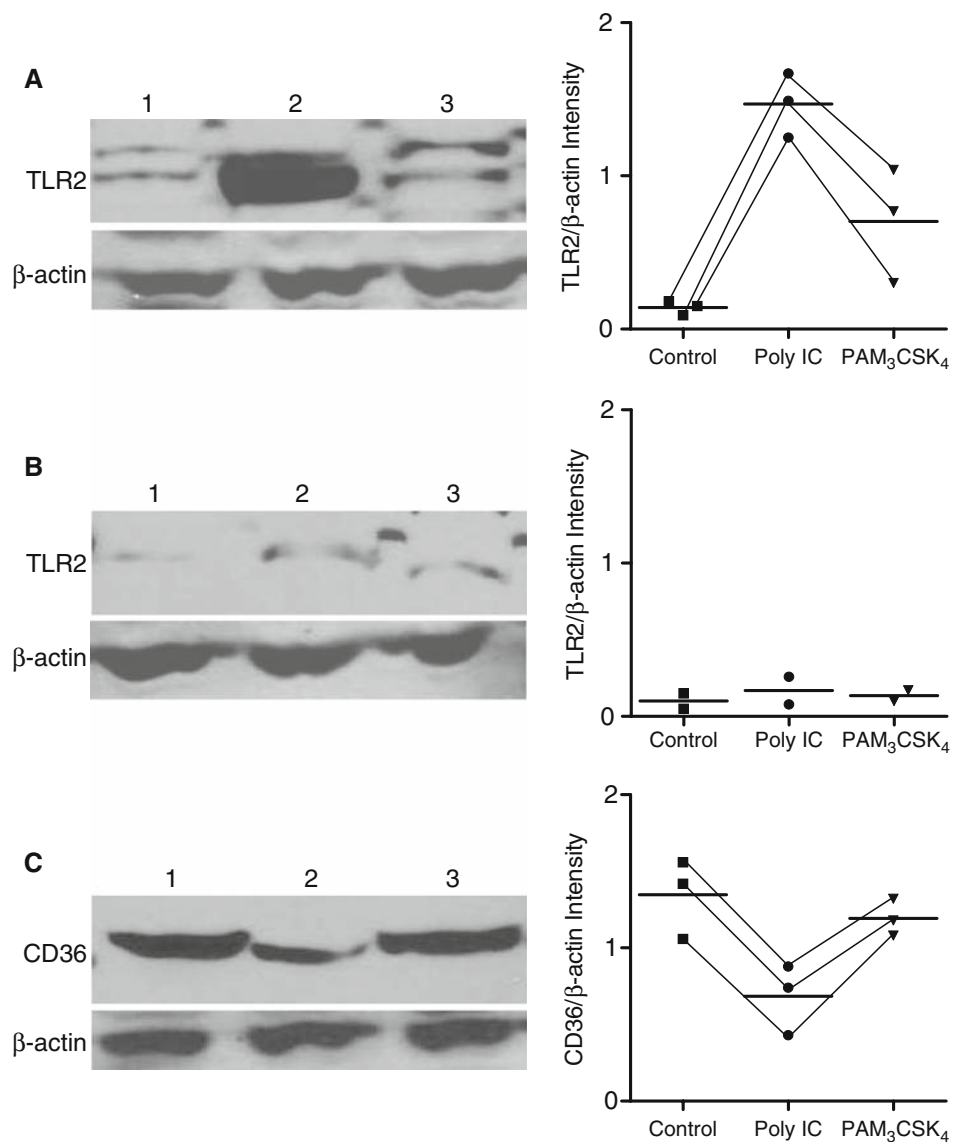 A
1 2 3
TLR2
β-actin
2
1
0
TLR2/β-actin Intensity
Control Poly IC PAM₃CSK₄
B
1 2 3
TLR2
β-actin
2
1
0
TLR2/β-actin Intensity
Control Poly IC PAM₃CSK₄
C
1 2 3
CD36
β-actin
2
1
0
CD36/β-actin Intensity
Control Poly IC PAM₃CSK₄